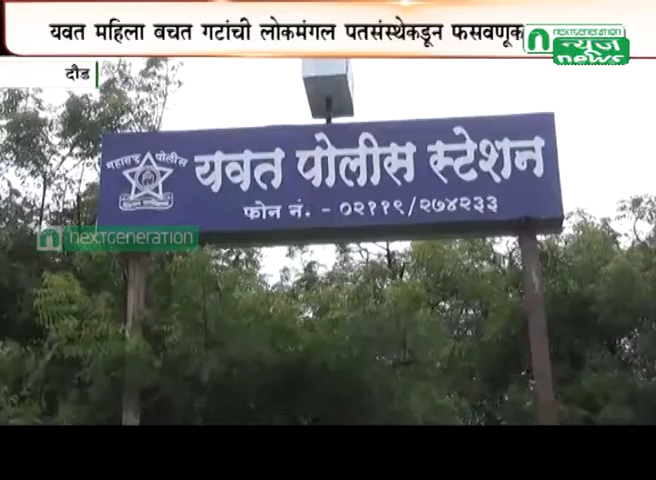 यवत महिला बचत गटांची लोकमंगल पतसंस्थेकडून फसवणूक
nextgeneration
न्यूज
news
दौंड
महाराष्ट्र पोलीस
यवत पोलीस स्टेशन
फोन नं. - ०२११९/२७४२३३
nextgeneration